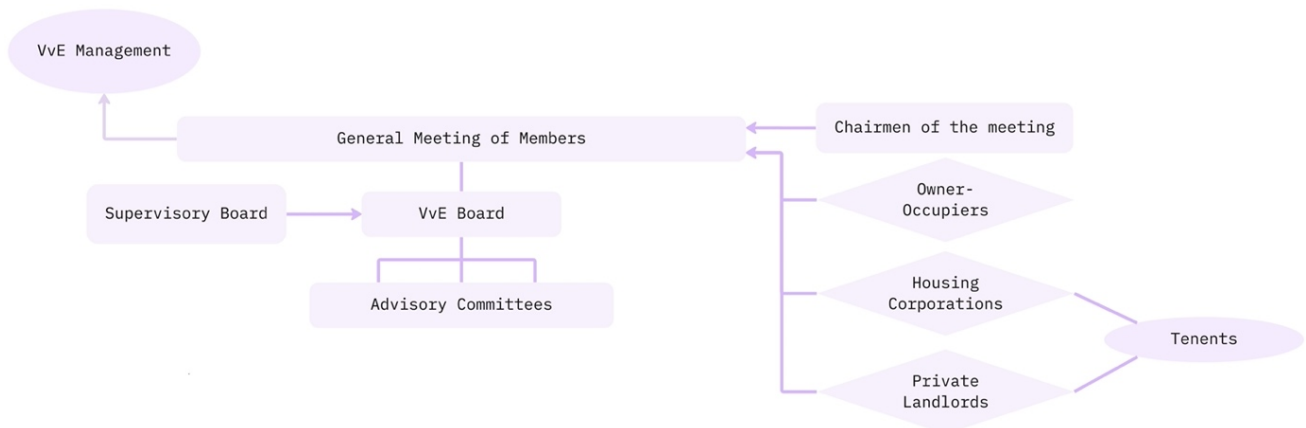 VvE Management
Chairmen of the meeting
General Meeting of Members
Owner-
Occupiers
Supervisory Board
VvE Board
Housing
Corporations
Advisory Committees
Tenents
Private
Landlords